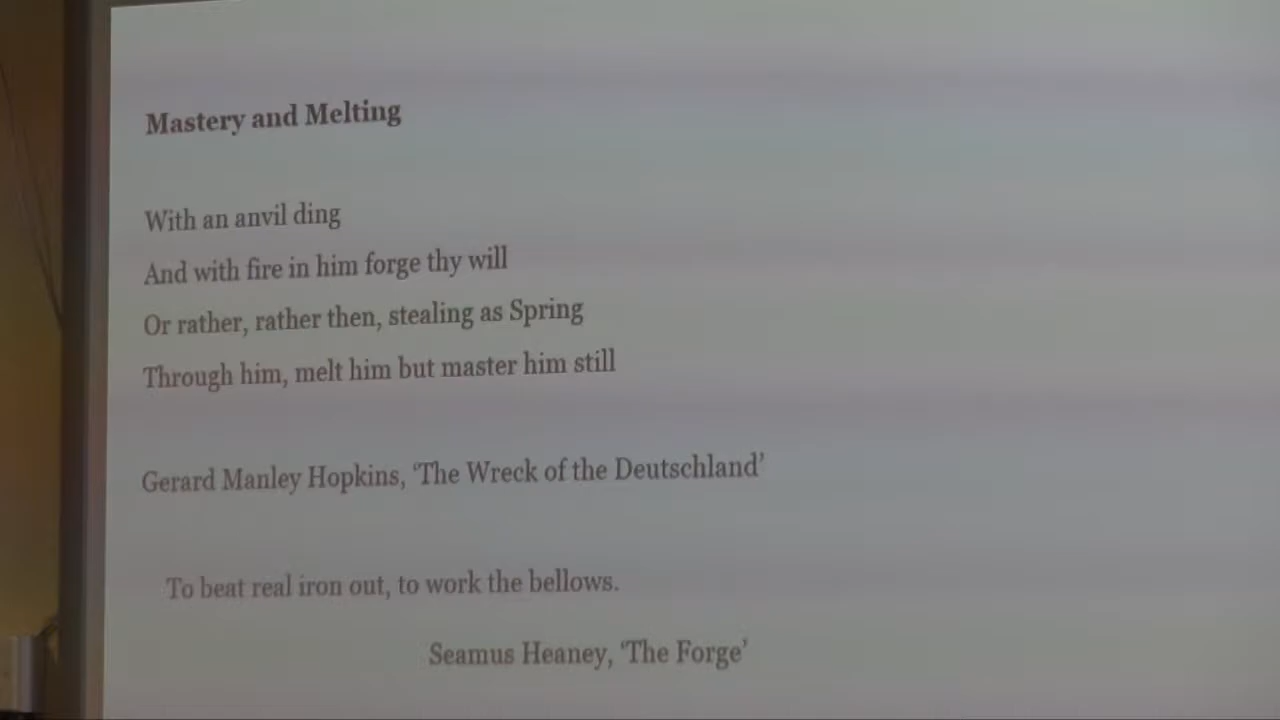 Mastery and Melting
With an anvil ding
And with fire in him forge thy will
Or rather, rather then, stealing as Spring
Through him, melt him but master him still
Gerard Manley Hopkins, ‘The Wreck of the Deutschland’
To beat real iron out, to work the bellows.
Seamus Heaney, ‘The Forge’